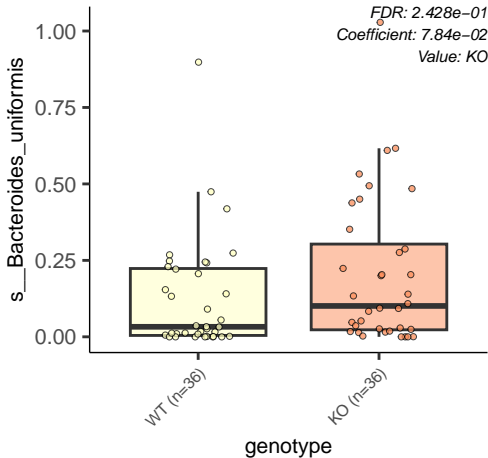 FDR: 2.428e−01
Coefficient: 7.84e−02
Value: KO
1.00
0.75
0.50
0.25
0.00
s__Bacteroides_uniformis
WT (n=36)
KO (n=36)
genotype